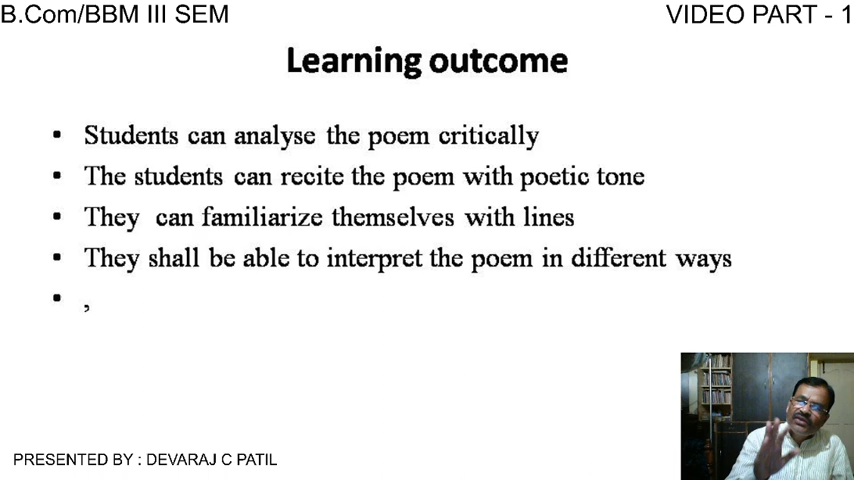 B.Com/BBM III SEM
VIDEO PART - 1
Learning outcome
• Students can analyse the poem critically
• The students can recite the poem with poetic tone
• They can familiarize themselves with lines
• They shall be able to interpret the poem in different ways
• ,
PRESENTED BY : DEVARAJ C PATIL